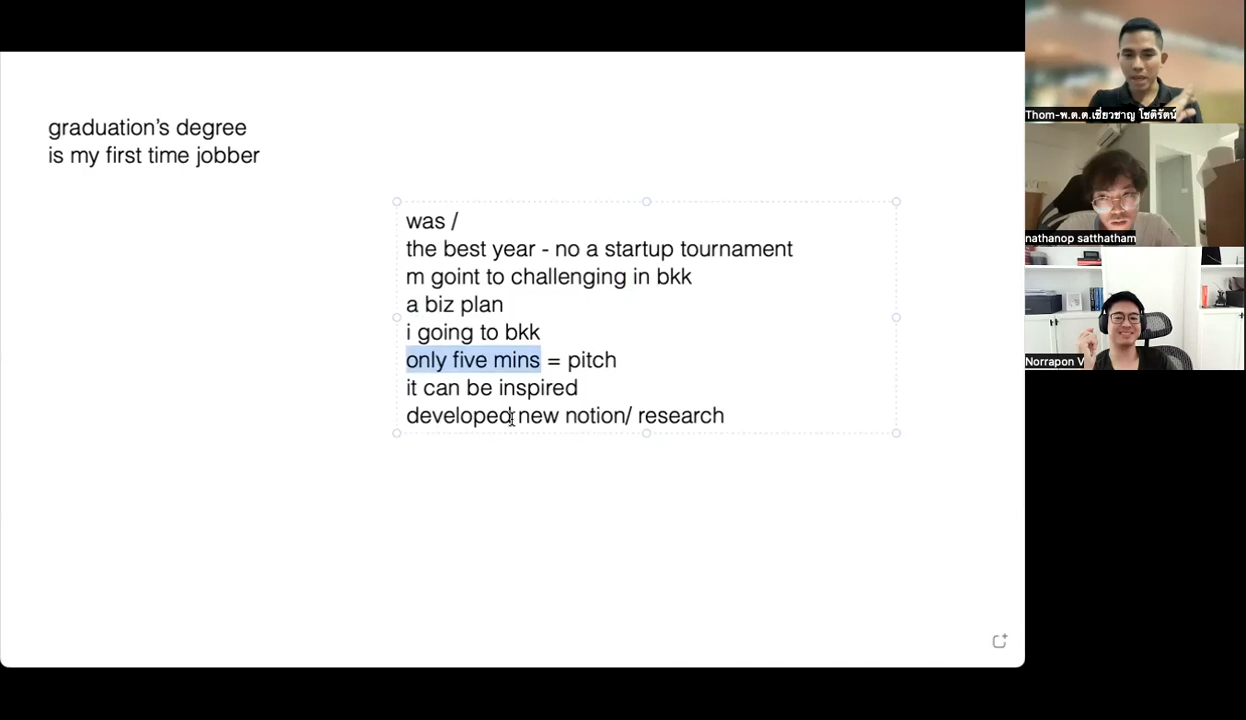 graduation’s degree
is my first time jobber
was /
the best year - no a startup tournament
m goint to challenging in bkk
a biz plan
i going to bkk
only five mins = pitch
it can be inspired
developed new notion/ research
Thom-พ.ต.ต.เชี่ยวชาญ โชติรัตน์
nathanop satthatham
Norrapon V